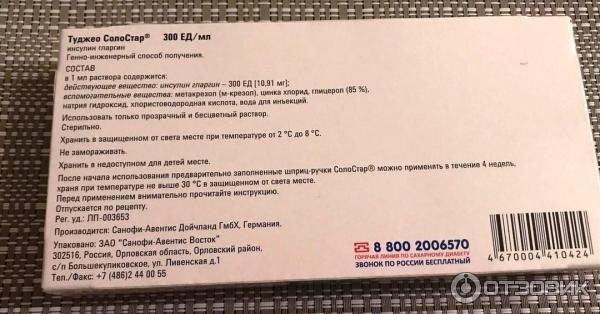 Туджео СолоСтар® 300 ЕД/мл
инсулин гларгин
Генно-инженерный способ получения.
СОСТАВ
в 1 мл раствора содержится:
действующее вещество: инсулин гларгин – 300 ЕД [10,91 мг];
вспомогательные вещества: метакрезол (м-крезол), цинка хлорид, глицерол (85 %),
натрия гидроксид, хлористоводородная кислота, вода для инъекций.
Использовать только прозрачный и бесцветный раствор.
Стерильно.
Хранить в защищенном от света месте при температуре от 2 °C до 8 °C.
Не замораживать.
Хранить в недоступном для детей месте.
После начала использования предварительно заполненные шприц-ручки СолоСтар® можно применять в течение 4 недель,
храня при температуре не выше 30 °C в защищенном от света месте.
Перед применением внимательно прочитайте инструкцию.
Отпускается по рецепту.
Рег. уд.: ЛП-003653
Производится: Санофи-Авентис Дойчланд ГмбХ, Германия.
Упаковано: ЗАО "Санофи-Авентис Восток"
302516, Россия, Орловская область, Орловский район,
с/п Большекуликовское, ул. Ливенская д.1
Тел./Факс: +7 (486)2 44 00 55
8 800 2006570
ГОРЯЧАЯ ЛИНИЯ ПО САХАРНОМУ ДИАБЕТУ
ЗВОНОК ПО РОССИИ БЕСПЛАТНЫЙ
4 670004 410424
ОТЗОВИК